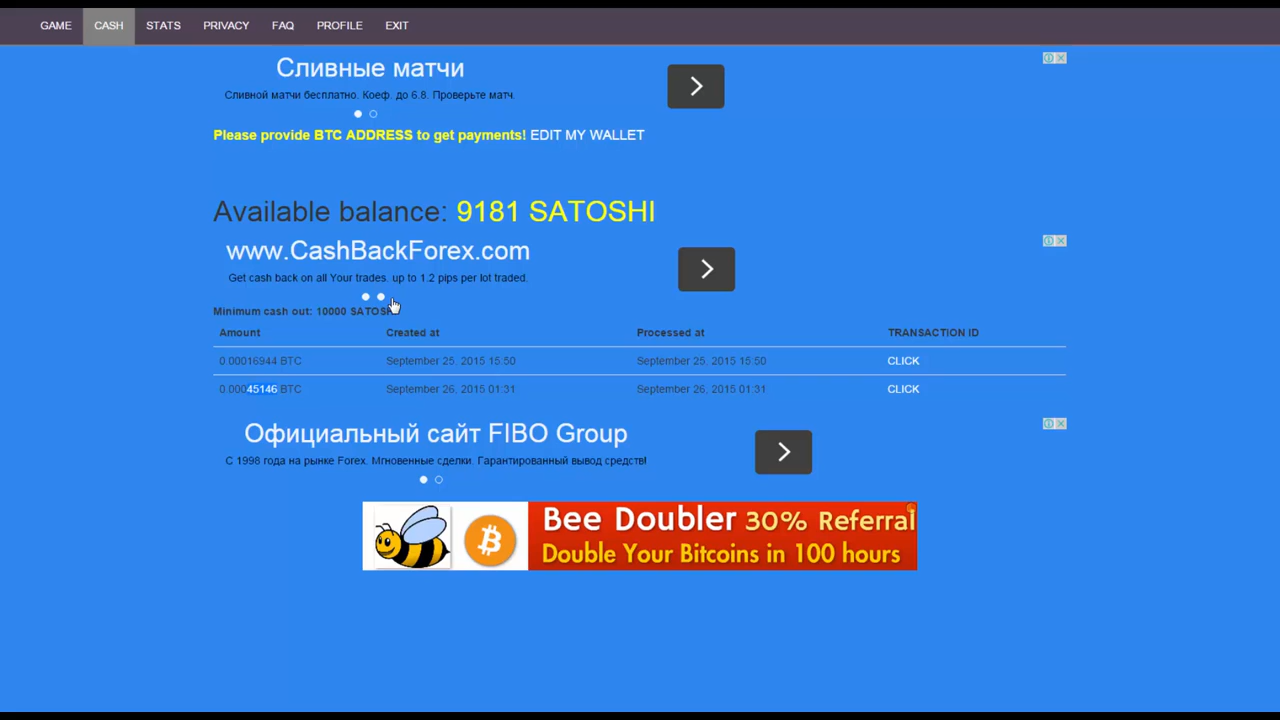 GAME CASH STATS PRIVACY FAQ PROFILE EXIT
Сливные матчи
Сливной матчи бесплатно. Коеф. до 6.8. Проверьте матч.
Please provide BTC ADDRESS to get payments! EDIT MY WALLET
Available balance: 9181 SATOSHI
www.CashBackForex.com
Get cash back on all Your trades. up to 1.2 pips per lot traded.
Minimum cash out: 10000 SATOSHI
Amount Created at Processed at TRANSACTION ID
0.00016944 BTC September 25, 2015 15:50 September 25, 2015 15:50 CLICK
0.00045146 BTC September 26, 2015 01:31 September 26, 2015 01:31 CLICK
Официальный сайт FIBO Group
С 1998 года на рынке Forex. Мгновенные сделки. Гарантированный вывод средств!
Bee Doubler 30% Referral
Double Your Bitcoins in 100 hours